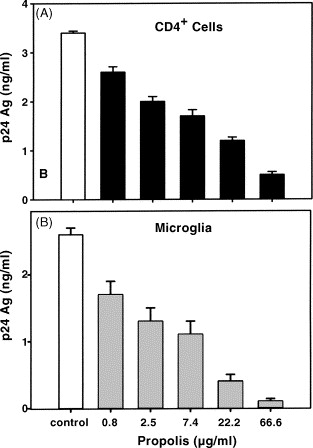 (A)
CD4+ Cells
p24 Ag (ng/ml)
4
3
2
1
0
B
(B)
Microglia
p24 Ag (ng/ml)
2
1
0
control 0.8 2.5 7.4 22.2 66.6
Propolis (µg/ml)